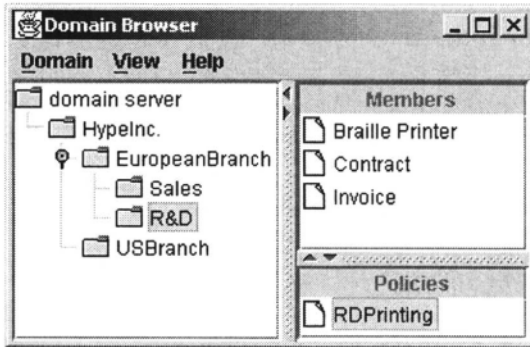 Domain Browser
Domain View Help
domain server
HypeInc.
EuropeanBranch
Sales
R&D
USBranch
Members
Braille Printer
Contract
Invoice
Policies
RDPrinting